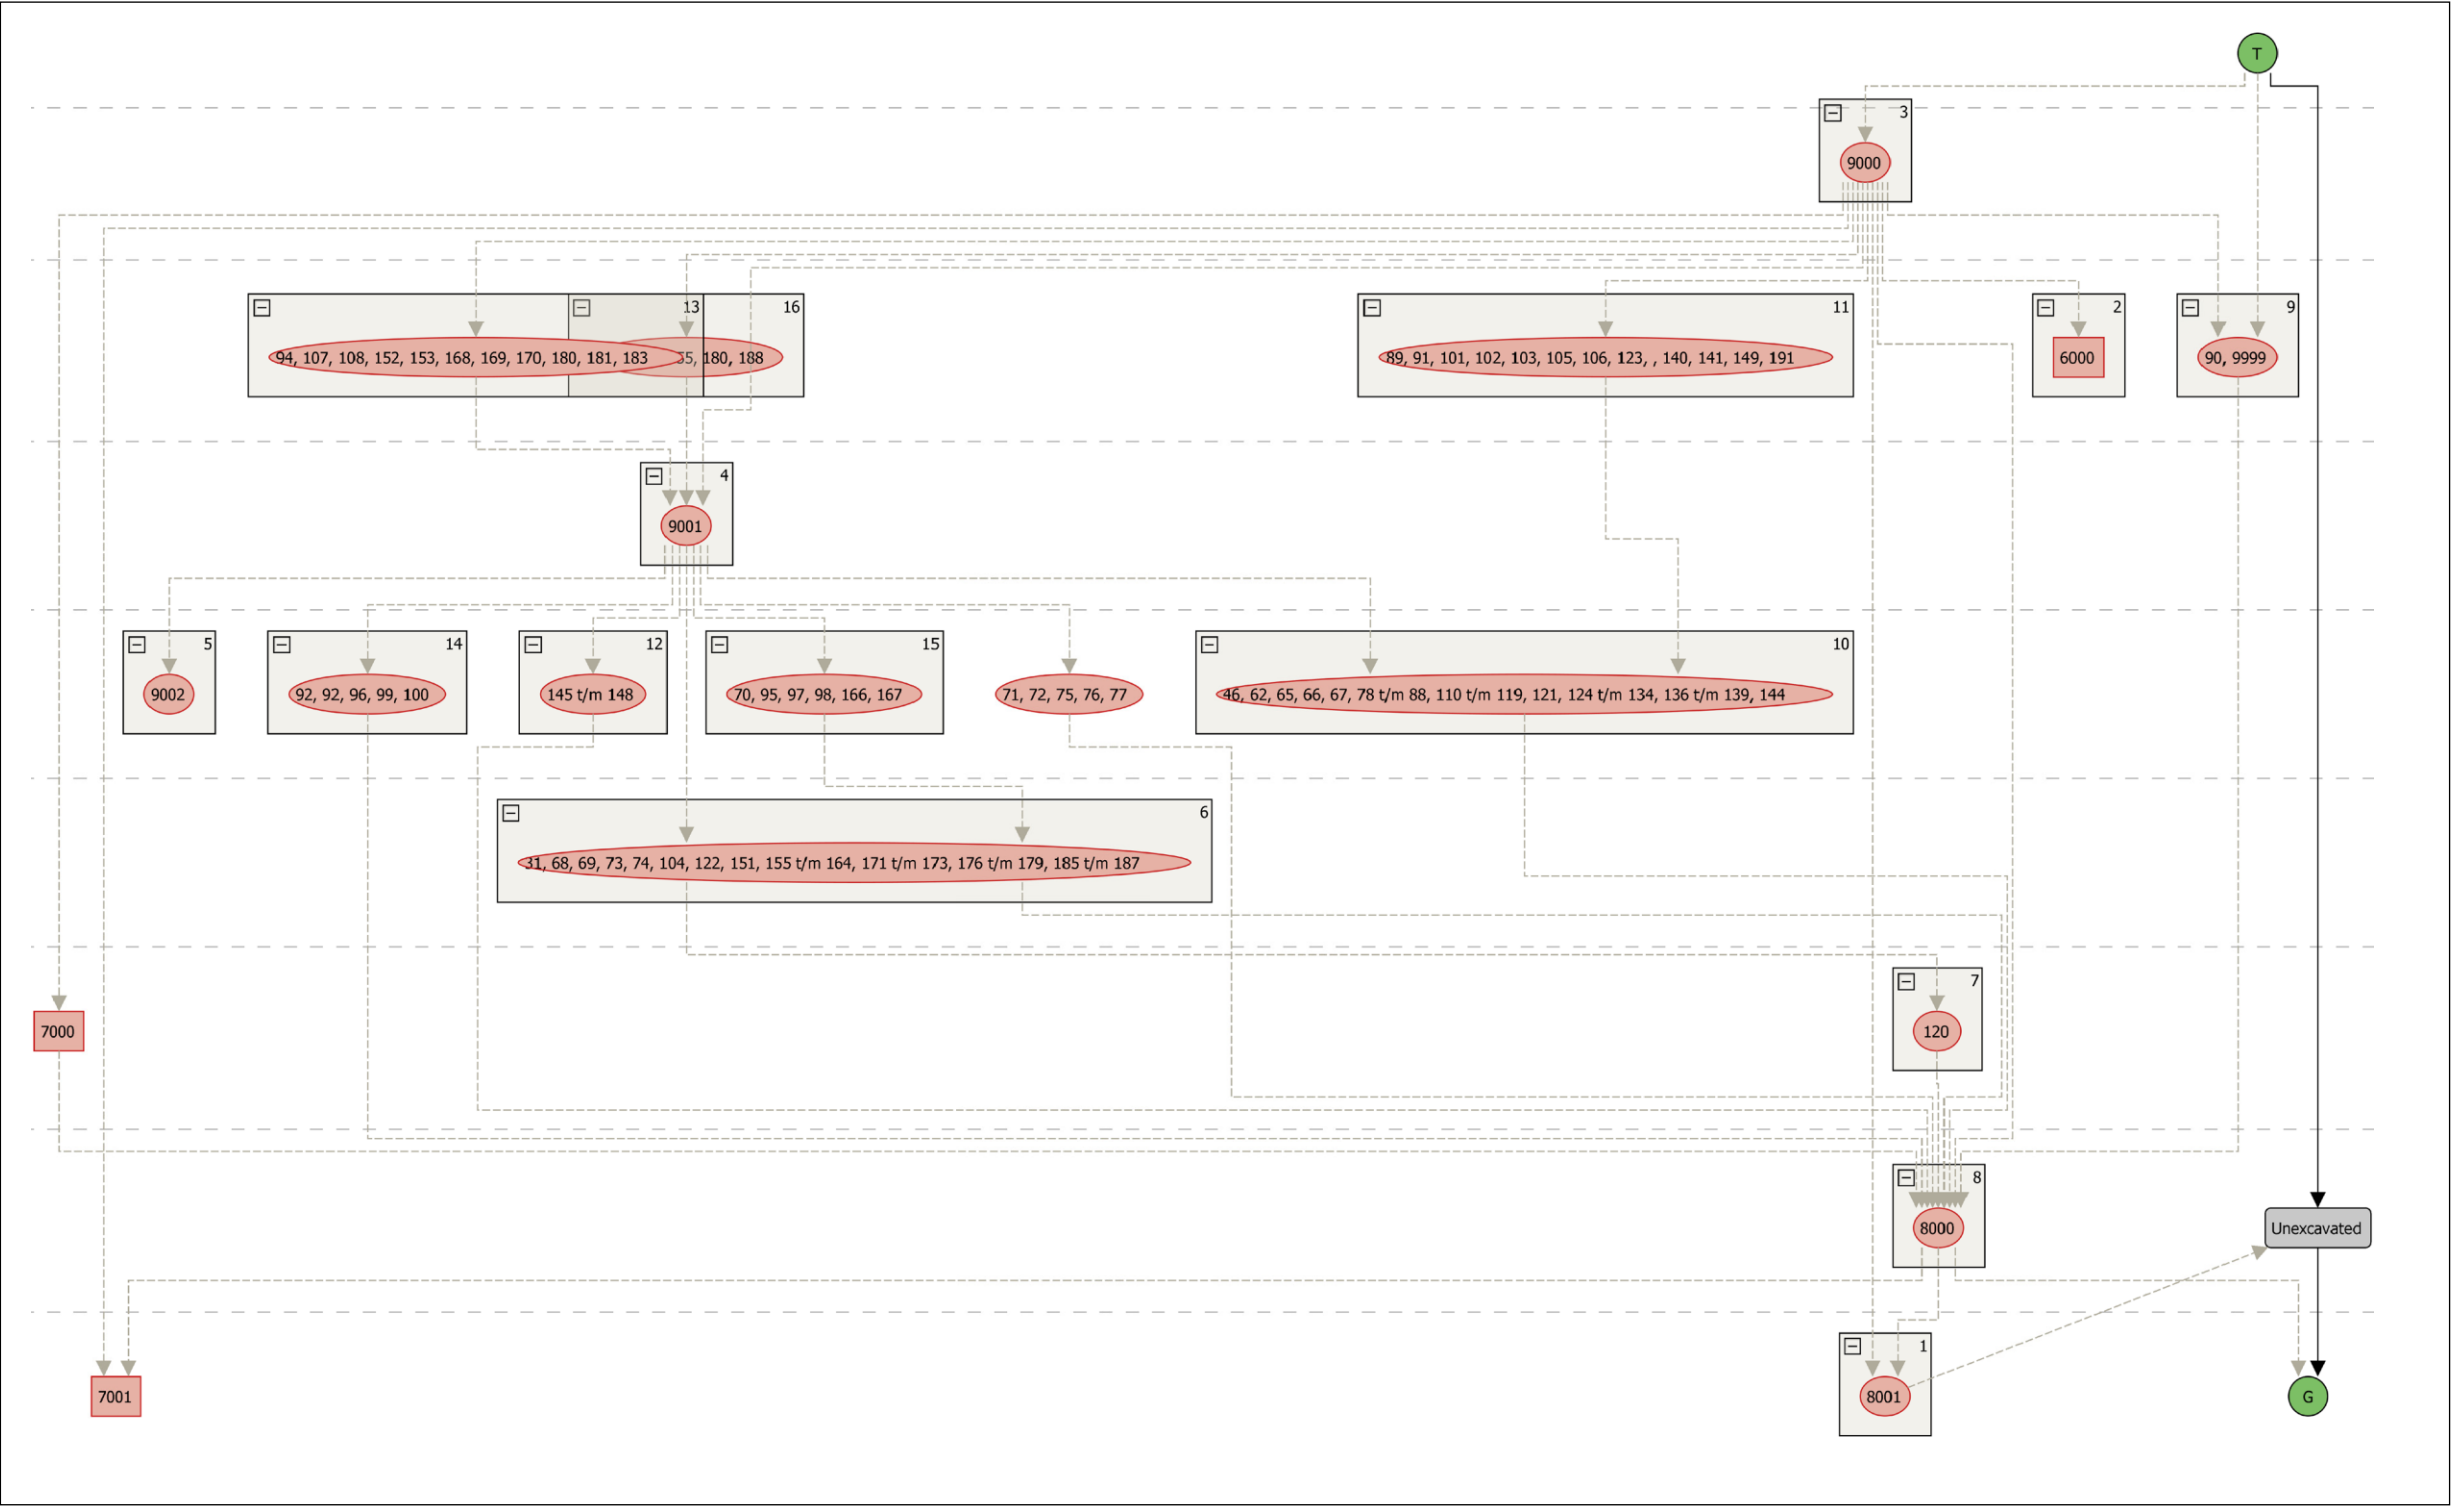 T
3
9000
13
16
94, 107, 108, 152, 153, 168, 169, 170, 180, 181, 183
180, 188
11
89, 91, 101, 102, 103, 105, 106, 123, , 140, 141, 149, 191
2
6000
9
90, 9999
4
9001
5
9002
14
92, 92, 96, 99, 100
12
145 t/m 148
15
70, 95, 97, 98, 166, 167
71, 72, 75, 76, 77
10
46, 62, 65, 66, 67, 78 t/m 88, 110 t/m 119, 121, 124 t/m 134, 136 t/m 139, 144
6
31, 68, 69, 73, 74, 104, 122, 151, 155 t/m 164, 171 t/m 173, 176 t/m 179, 185 t/m 187
7
7000
120
8
8000
Unexcavated
1
7001
8001
G